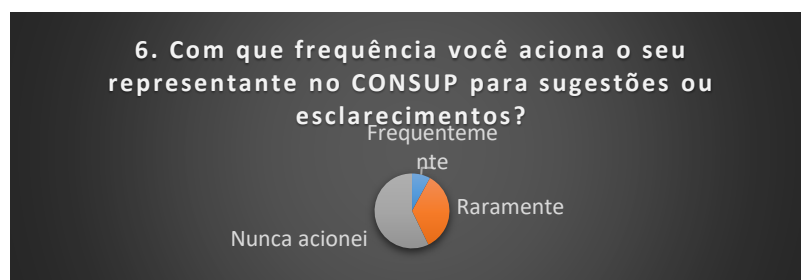 6. Com que frequência você aciona o seu
representante no CONSUP para sugestões ou
esclarecimentos?
Frequenteme
nte
Raramente
Nunca acionei